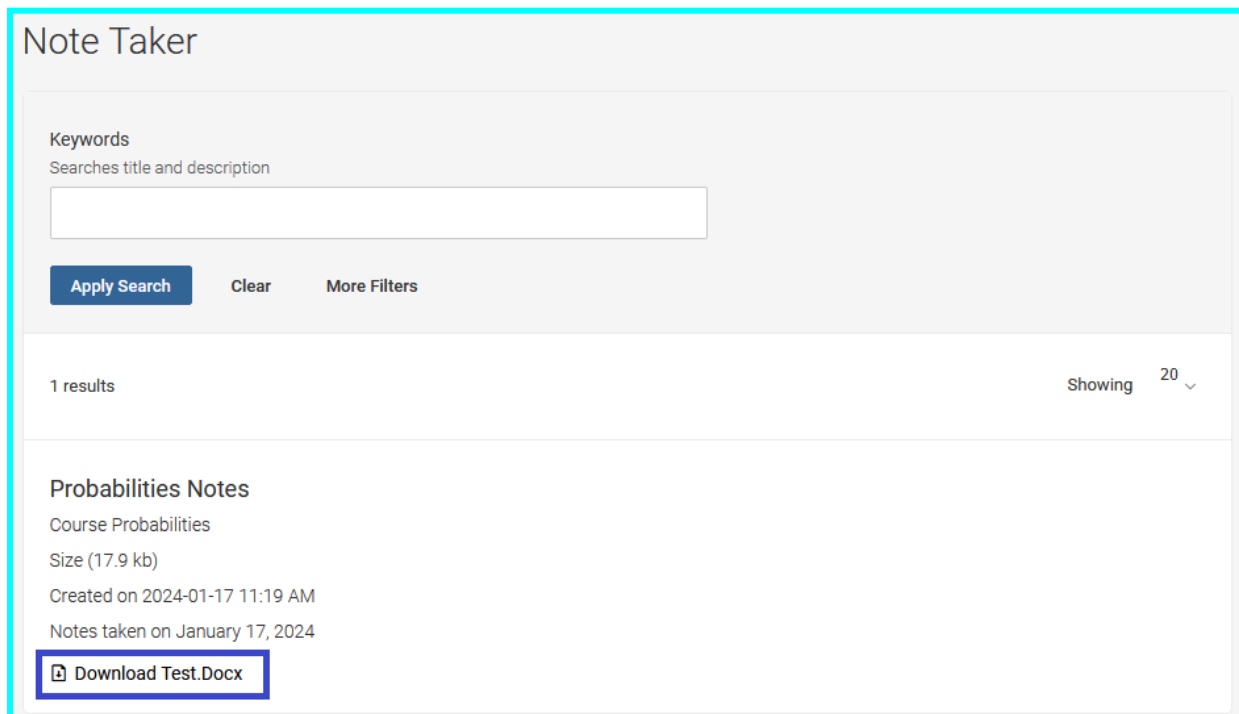 Note Taker
Keywords
Searches title and description
Apply Search Clear More Filters
1 results Showing 20
Probabilities Notes
Course Probabilities
Size (17.9 kb)
Created on 2024-01-17 11:19 AM
Notes taken on January 17, 2024
Download Test.Docx